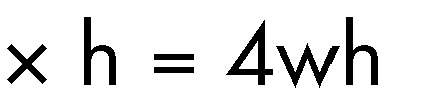 × h = 4wh